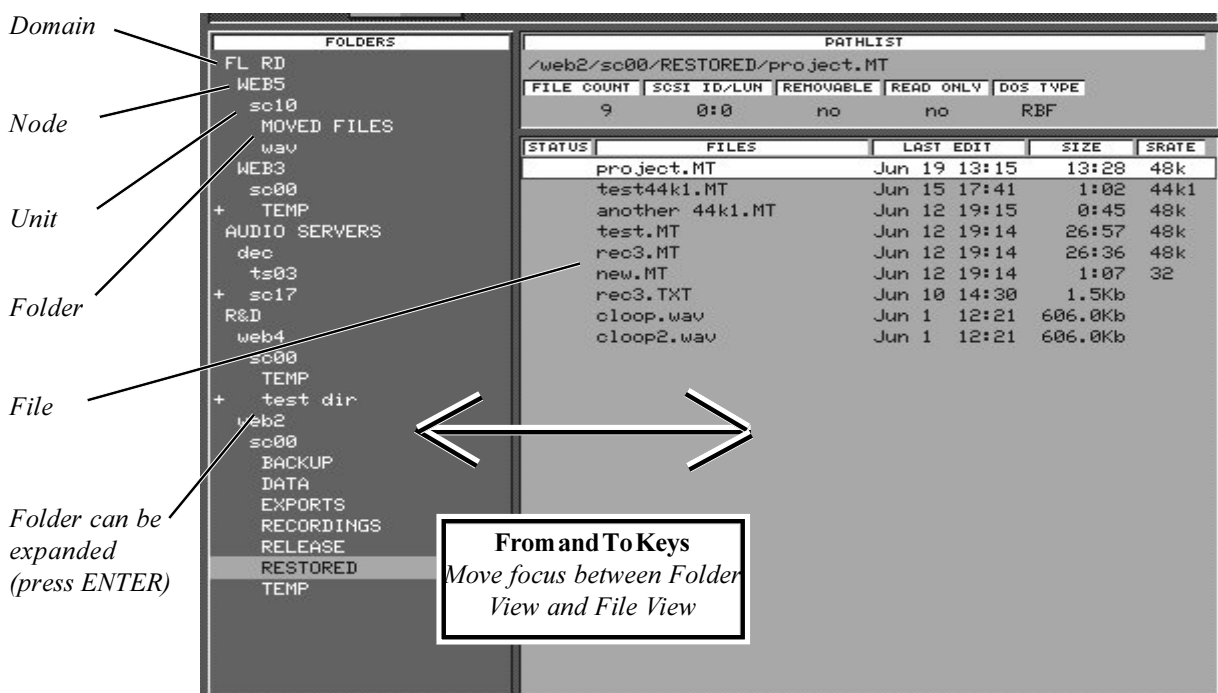 Domain
Node
Unit
Folder
File
Folder can be
expanded
(press ENTER)
FOLDERS
FL RD
WEB5
sc10
MOVED FILES
wav
WEB3
sc00
+ TEMP
AUDIO SERVERS
dec
ts03
+ sc17
R&D
web4
sc00
TEMP
+ test dir
web2
sc00
BACKUP
DATA
EXPORTS
RECORDINGS
RELEASE
RESTORED
TEMP
PATHLIST
/web2/sc00/RESTORED/project.MT
FILE COUNT SCSI ID/LUN REMOVABLE READ ONLY DOS TYPE
9 0:0 no no RBF
STATUS FILES LAST EDIT SIZE SRATE
project.MT Jun 19 13:15 13:28 48k
test44k1.MT Jun 15 17:41 1:02 44k1
another 44k1.MT Jun 12 19:15 0:45 48k
test.MT Jun 12 19:14 26:57 48k
rec3.MT Jun 12 19:14 26:36 48k
new.MT Jun 12 19:14 1:07 32
rec3.TXT Jun 10 14:30 1.5Kb
cloop.wav Jun 1 12:21 606.0Kb
cloop2.wav Jun 1 12:21 606.0Kb
From and To Keys
Move focus between Folder
View and File View